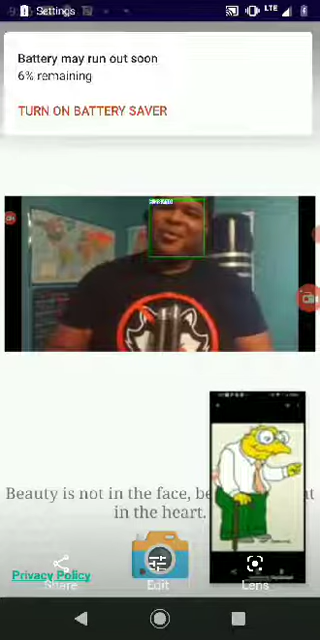 Settings
LTE
Battery may run out soon
6% remaining
TURN ON BATTERY SAVER
Beauty is not in the face, be t
in the heart.
Privacy Policy
Share
Edit
Lens